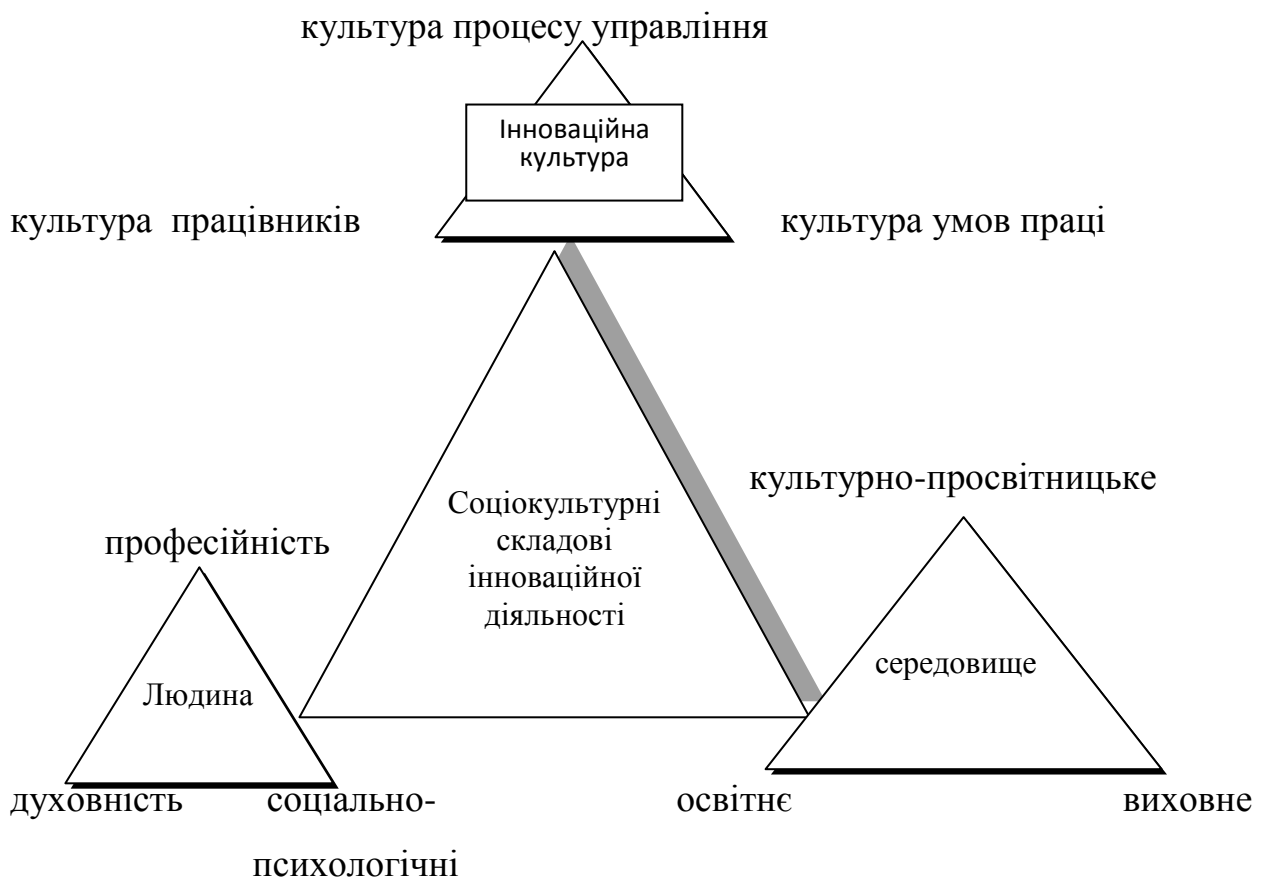 культура процесу управління
Інноваційна
культура
культура працівників
культура умов праці
культурно-просвітницьке
Соціокультурні
складові
інноваційної
діяльності
професійність
середовище
Людина
духовність
соціально-
психологічні
освітнє
виховне